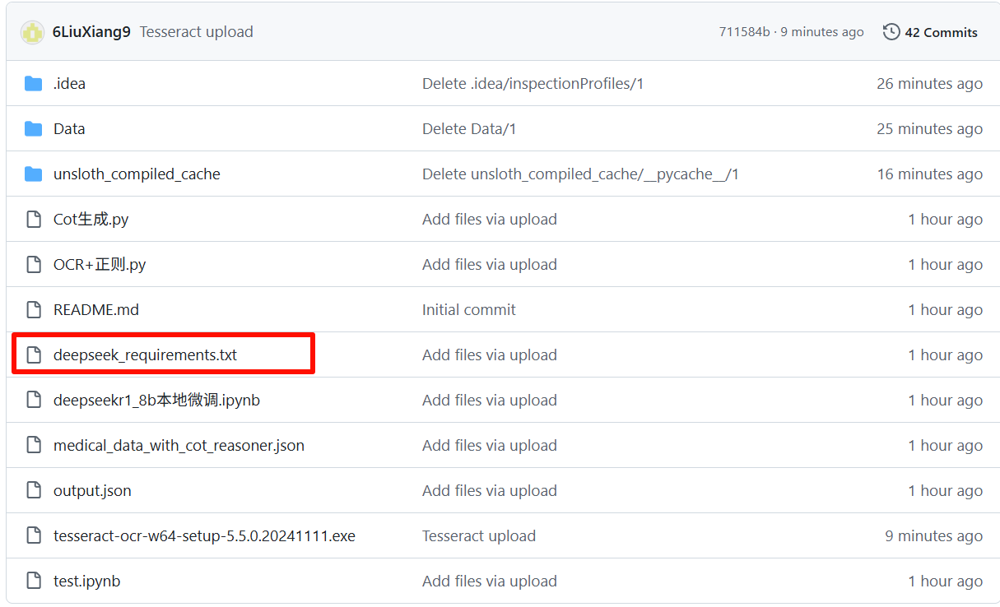 6LiuXiang9 Tesseract upload 711584b · 9 minutes ago 42 Commits
.idea Delete .idea/inspectionProfiles/1 26 minutes ago
Data Delete Data/1 25 minutes ago
unsloth_compiled_cache Delete unsloth_compiled_cache/__pycache__/1 16 minutes ago
Cot生成.py Add files via upload 1 hour ago
OCR+正则.py Add files via upload 1 hour ago
README.md Initial commit 1 hour ago
deepseek_requirements.txt Add files via upload 1 hour ago
deepseekr1_8b本地微调.ipynb Add files via upload 1 hour ago
medical_data_with_cot_reasoner.json Add files via upload 1 hour ago
output.json Add files via upload 1 hour ago
tesseract-ocr-w64-setup-5.5.0.20241111.exe Tesseract upload 9 minutes ago
test.ipynb Add files via upload 1 hour ago